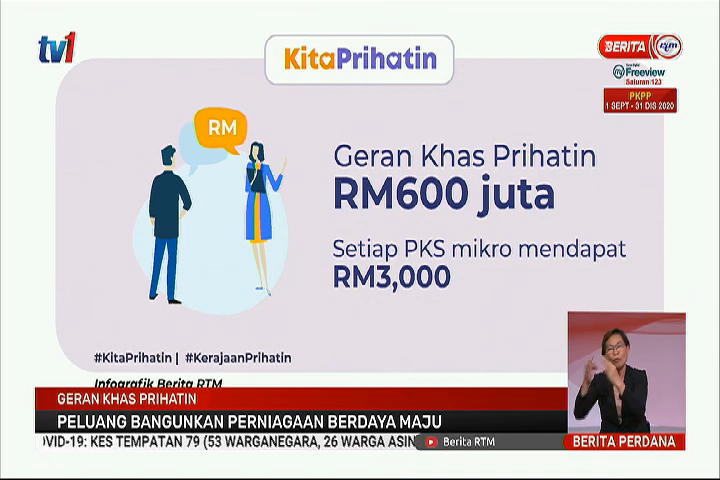 tv1
KitaPrihatin
BERITA rtm
Freeview
Saluran 123
PKPP
1 SEPT - 31 DIS 2020
RM
Geran Khas Prihatin
RM600 juta
Setiap PKS mikro mendapat
RM3,000
#KitaPrihatin | #KerajaanPrihatin
Infografik Berita RTM
GERAN KHAS PRIHATIN
PELUANG BANGUNKAN PERNIAGAAN BERDAYA MAJU
OVID-19: KES TEMPATAN 79 (53 WARGANEGARA, 26 WARGA ASIN
Berita RTM
BERITA PERDANA